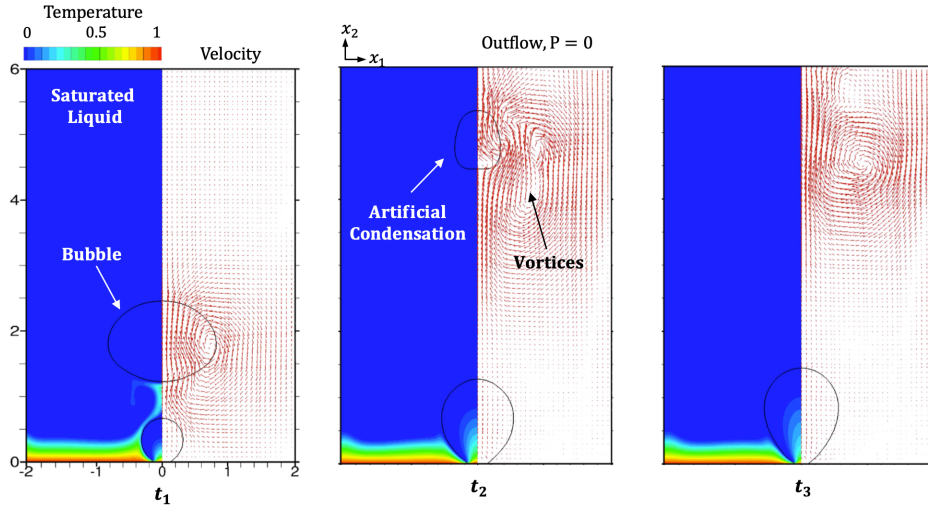 Temperature
0 0.5 1
Velocity
x₂
x₁
Outflow, P = 0
6
4
2
0
Saturated
Liquid
Bubble
-2 -1 0 1 2
t₁
Artificial
Condensation
Vortices
t₂
t₃